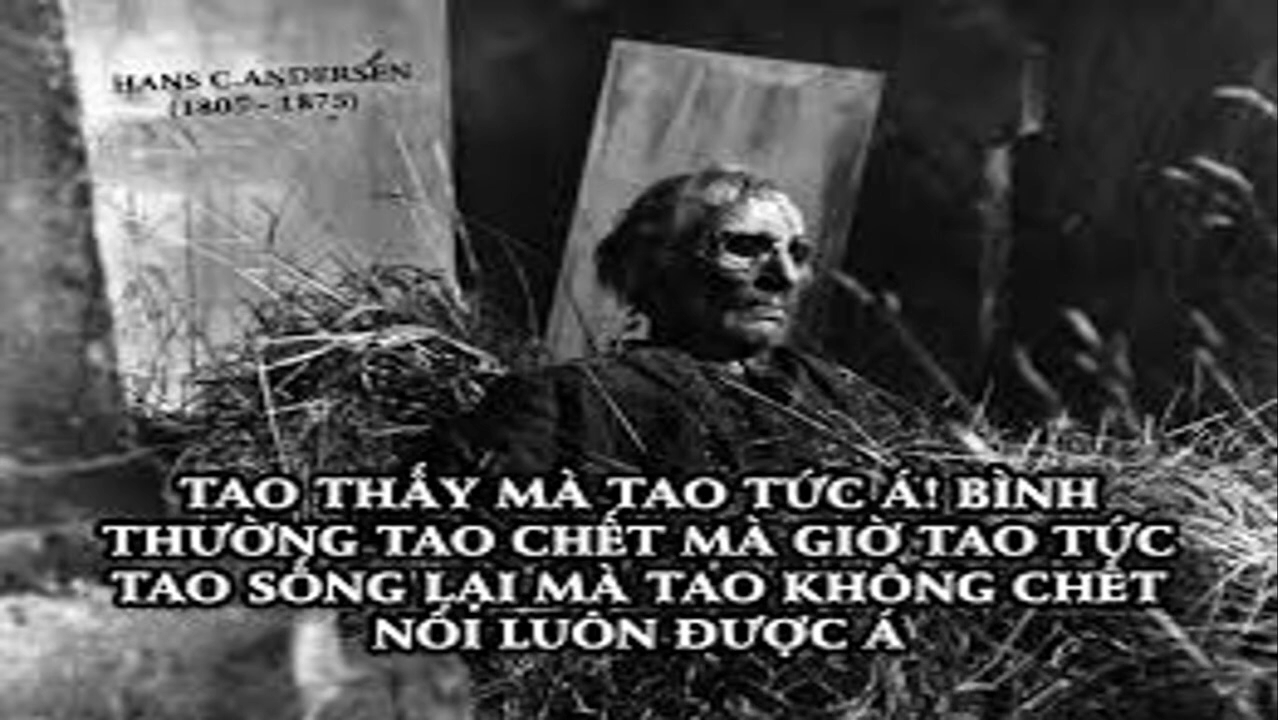 HANS C.ANDERSEN
(1805 - 1875)
TAO THẤY MÀ TAO TỨC Á! BÌNH
THƯỜNG TAO CHẾT MÀ GIỜ TAO TỨC
TAO SỐNG LẠI MÀ TAO KHÔNG CHẾT
NỔI LUÔN ĐƯỢC Á